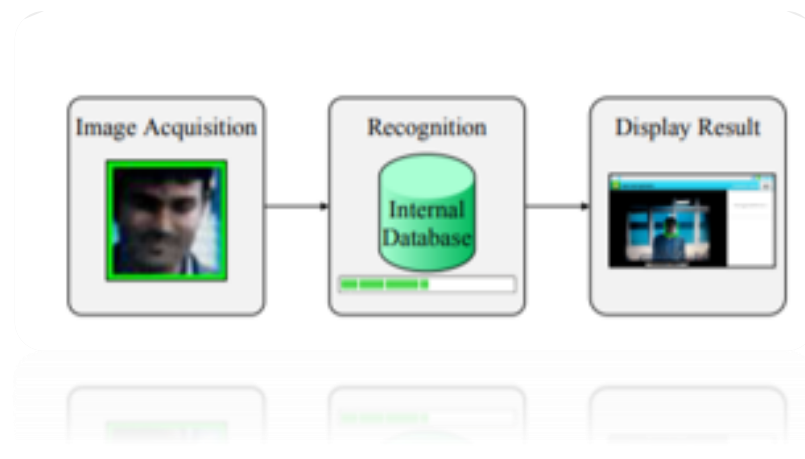 Image Acquisition
Recognition
Display Result
Internal
Database